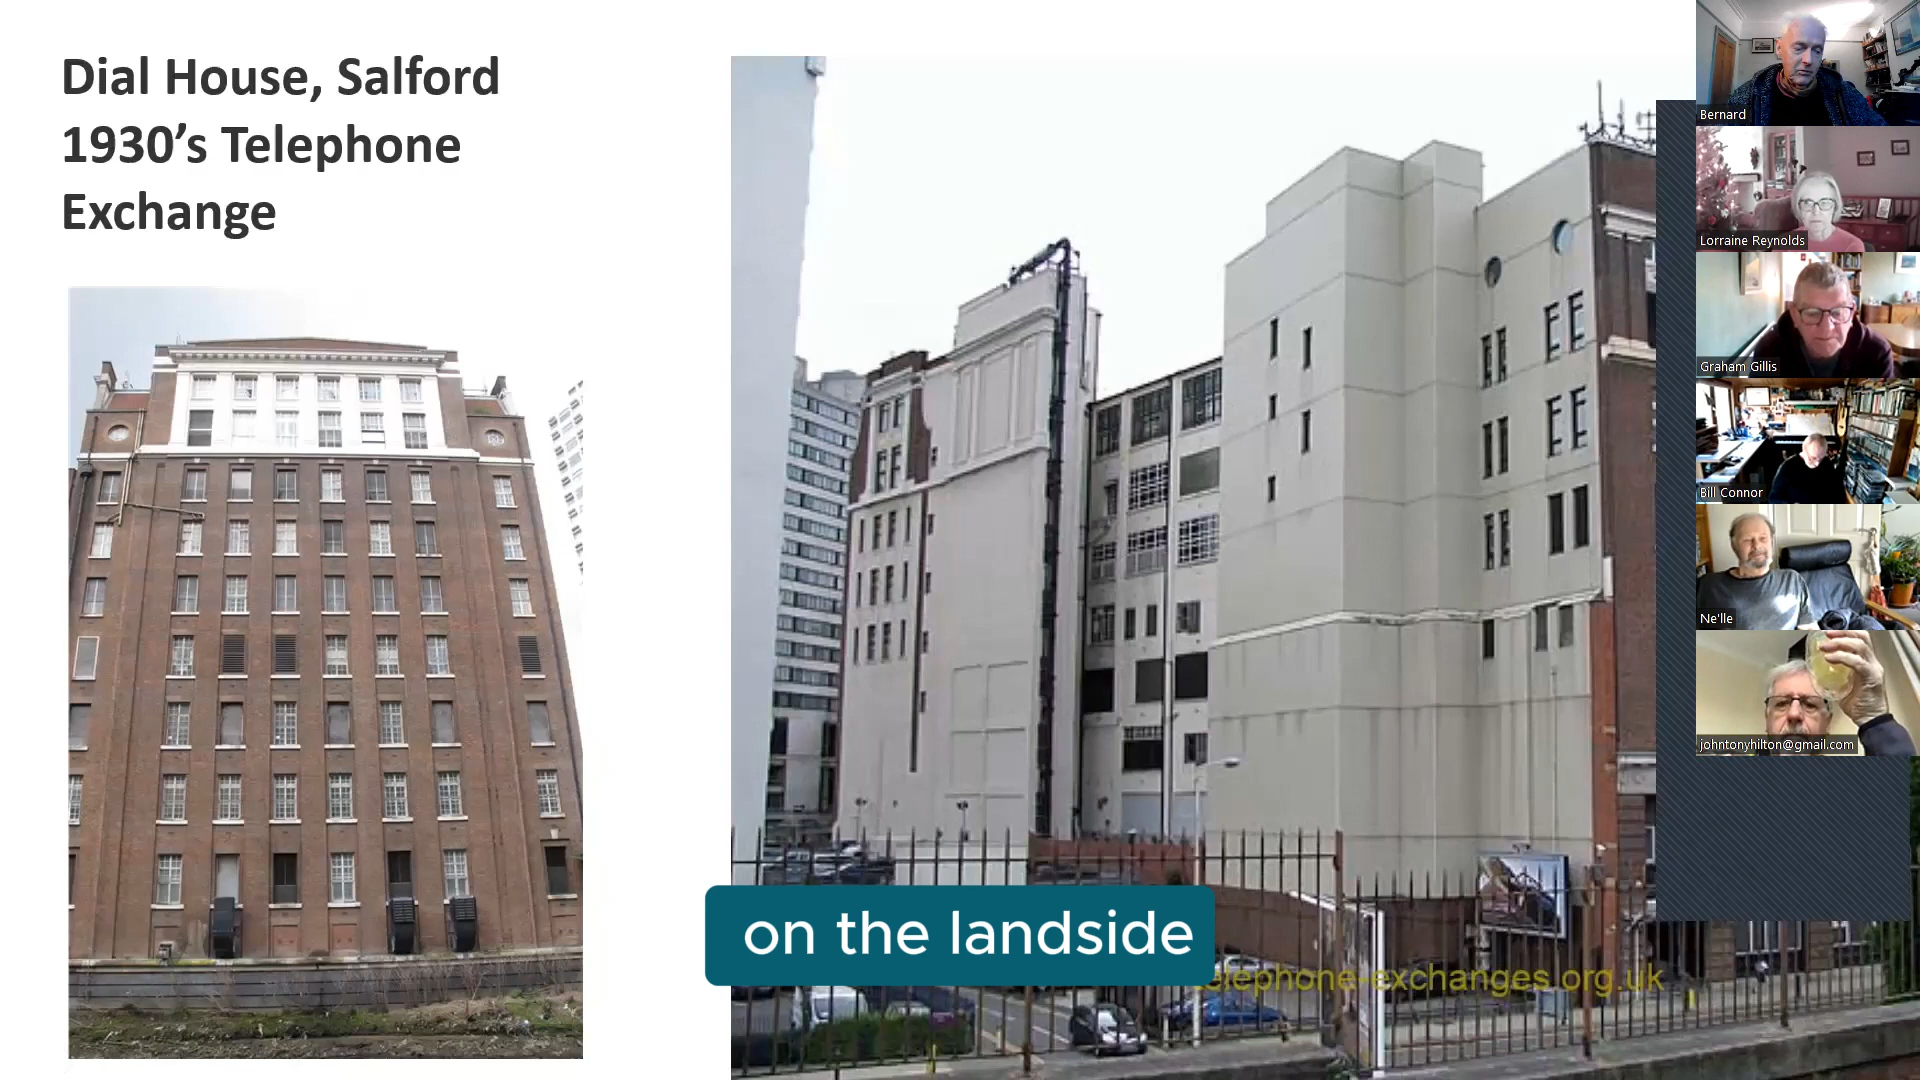 Dial House, Salford
1930’s Telephone
Exchange
on the landside
elephone-exchanges.org.uk
Bernard
Lorraine Reynolds
Graham Gillis
Bill Connor
Ne'lle
johntonyhilton@gmail.com